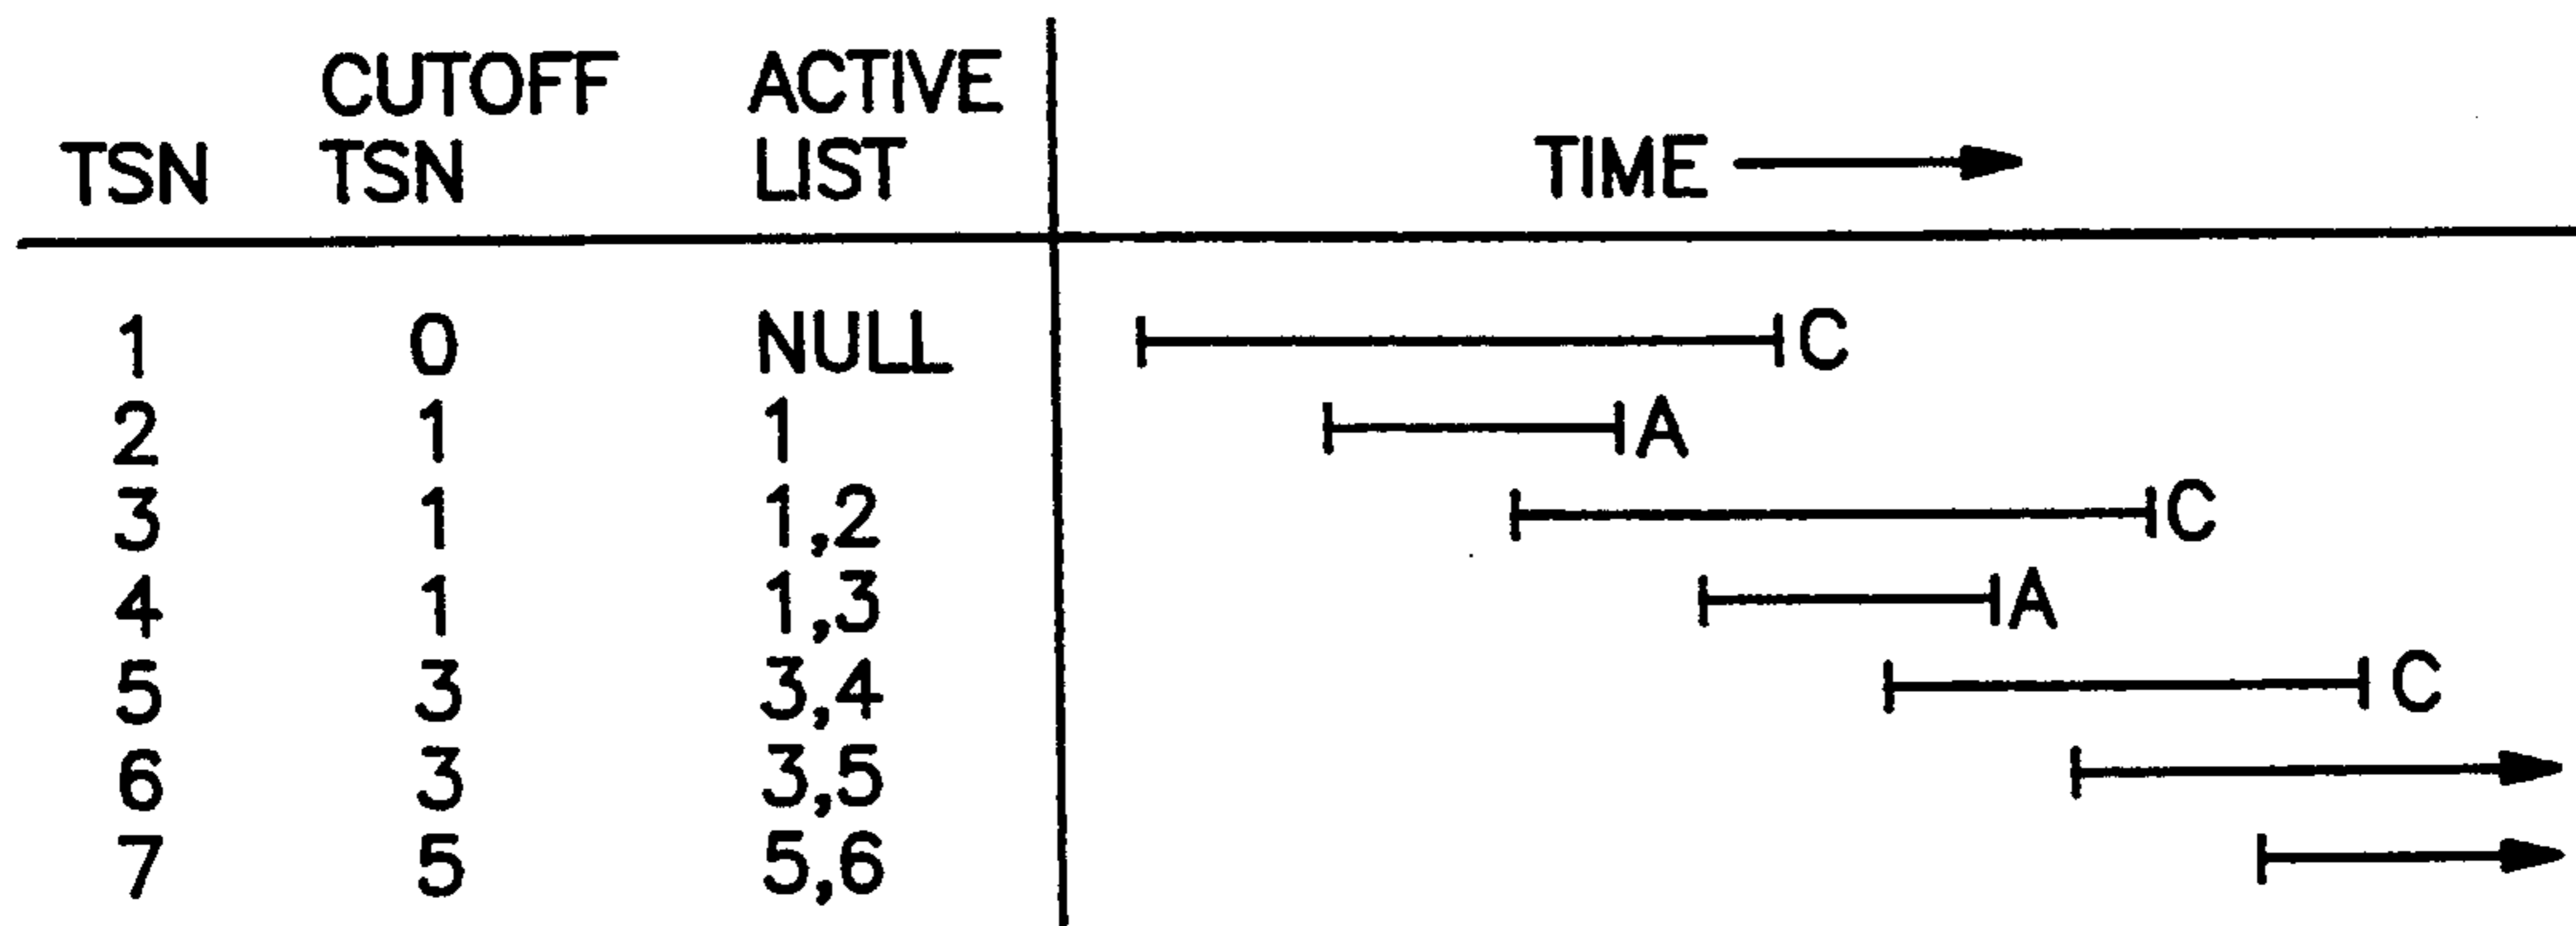 CUTOFF ACTIVE
TSN TSN LIST TIME
1 0 NULL C
2 1 1 A
3 1 1,2 C
4 1 1,3 A
5 3 3,4 C
6 3 3,5
7 5 5,6